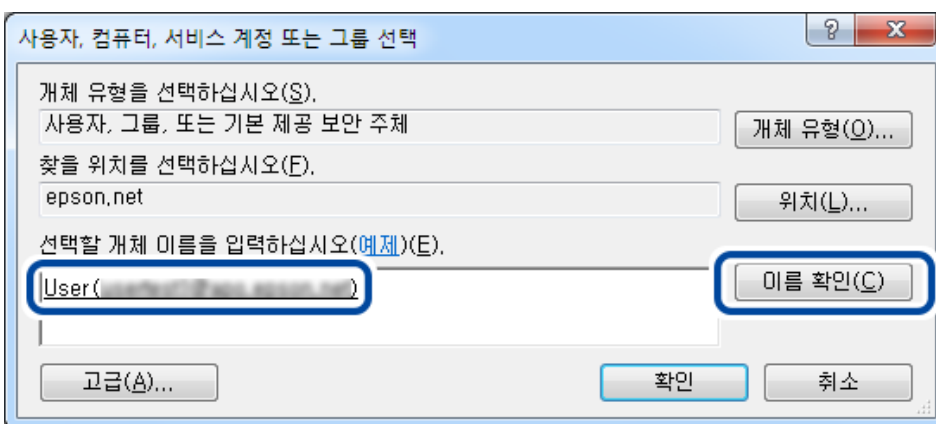 사용자, 컴퓨터, 서비스 계정 또는 그룹 선택
개체 유형을 선택하십시오(S).
사용자, 그룹, 또는 기본 제공 보안 주체
개체 유형(O)...
찾을 위치를 선택하십시오(F).
epson.net
위치(L)...
선택할 개체 이름을 입력하십시오(예제)(E).
User( )
이름 확인(C)
고급(A)...
확인
취소